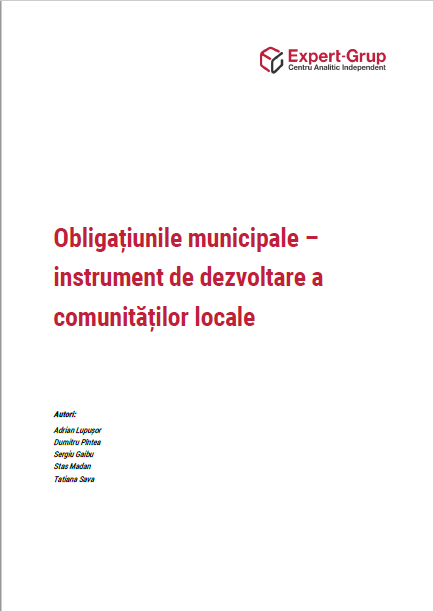 Expert-Grup
Centru Analitic Independent
Obligațiunile municipale –
instrument de dezvoltare a
comunităților locale
Autori:
Adrian Lupușor
Dumitru Pîntea
Sergiu Gaibu
Stas Madan
Tatiana Sava